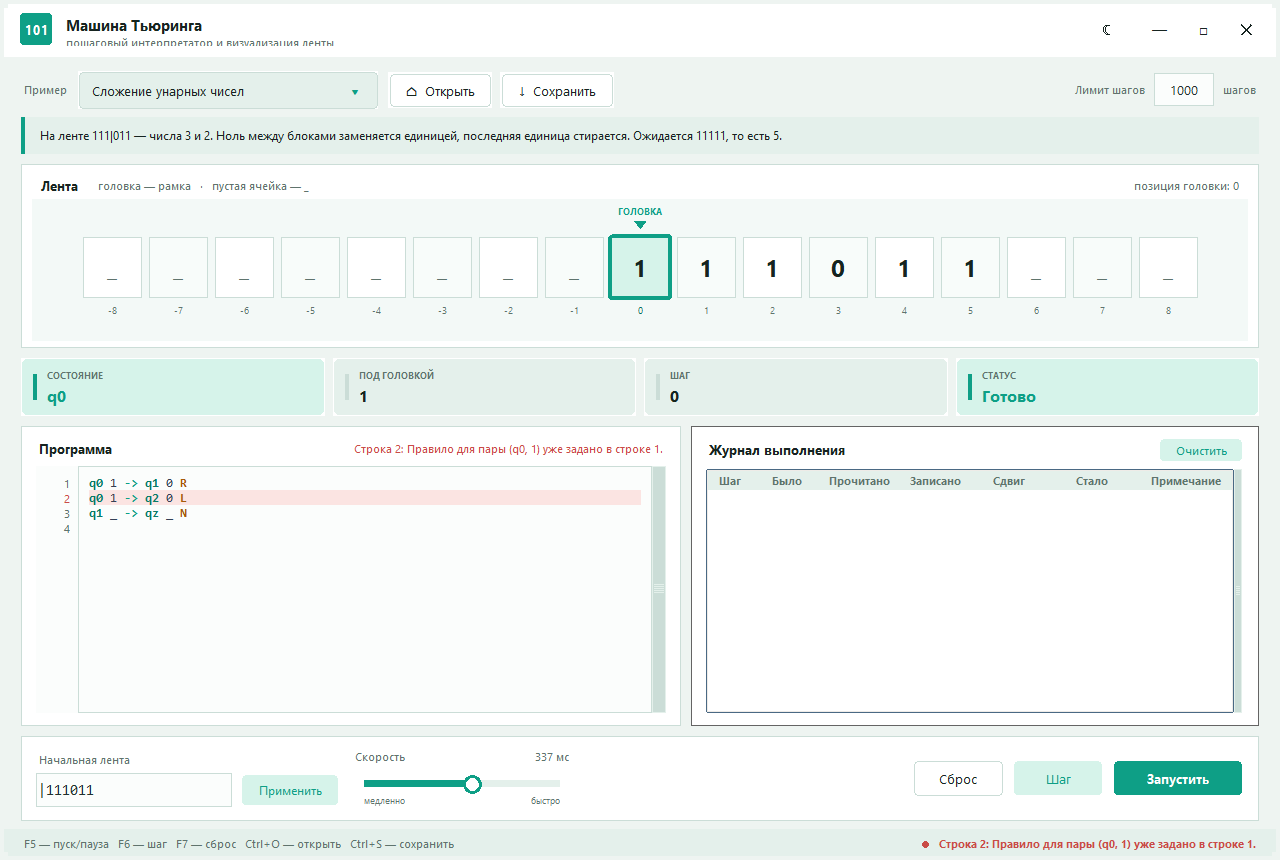 101 Машина Тьюринга
пошаговый интерпретатор и визуализация ленты
Пример Сложение унарных чисел Открыть Сохранить Лимит шагов 1000 шагов
На ленте 111|011 — числа 3 и 2. Ноль между блоками заменяется единицей, последняя единица стирается. Ожидается 11111, то есть 5.
Лента головка — рамка · пустая ячейка — _ позиция головки: 0
ГОЛОВКА
_ _ _ _ _ _ _ _ 1 1 1 0 1 1 _ _ _
-8 -7 -6 -5 -4 -3 -2 -1 0 1 2 3 4 5 6 7 8
СОСТОЯНИЕ ПОД ГОЛОВКОЙ ШАГ СТАТУС
q0 1 0 Готово
Программа Строка 2: Правило для пары (q0, 1) уже задано в строке 1.
1 q0 1 -> q1 0 R
2 q0 1 -> q2 0 L
3 q1 _ -> qz _ N
4
Журнал выполнения Очистить
Шаг Было Прочитано Записано Сдвиг Стало Примечание
Начальная лента
111011 Применить
Скорость 337 мс
медленно быстро
Сброс Шаг Запустить
F5 — пуск/пауза F6 — шаг F7 — сброс Ctrl+O — открыть Ctrl+S — сохранить
Строка 2: Правило для пары (q0, 1) уже задано в строке 1.